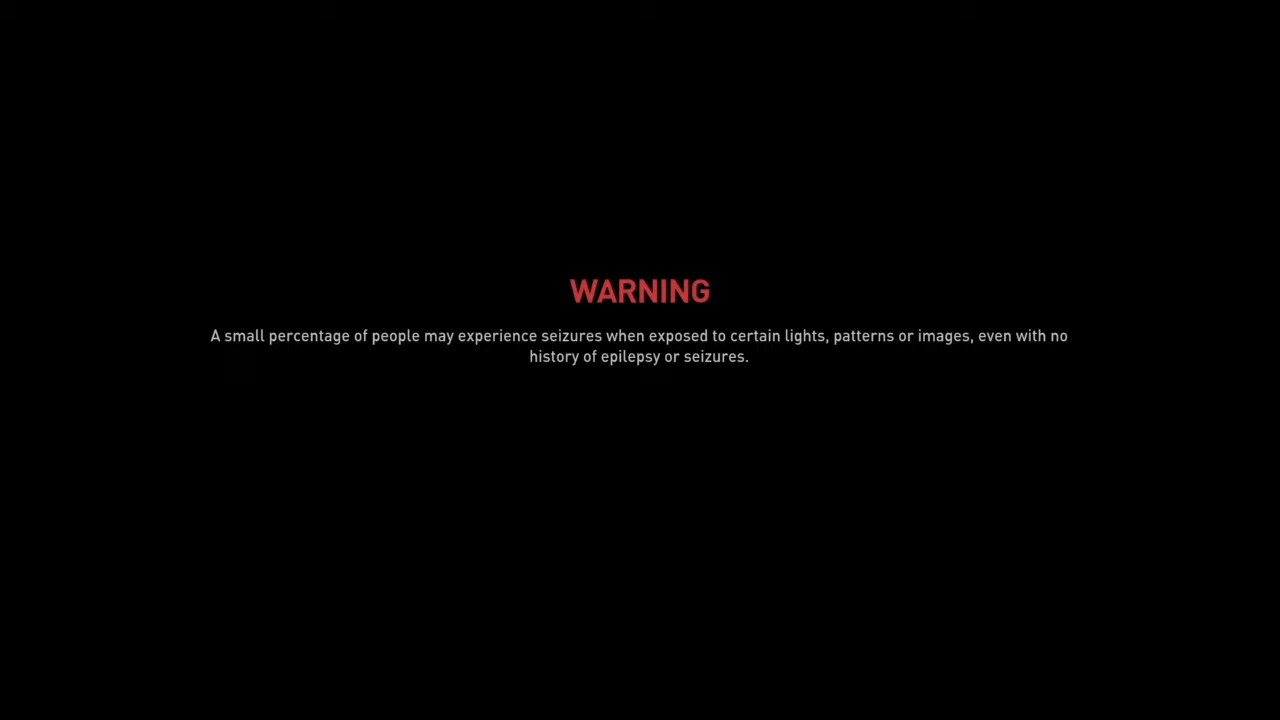 WARNING
A small percentage of people may experience seizures when exposed to certain lights, patterns or images, even with no
history of epilepsy or seizures.